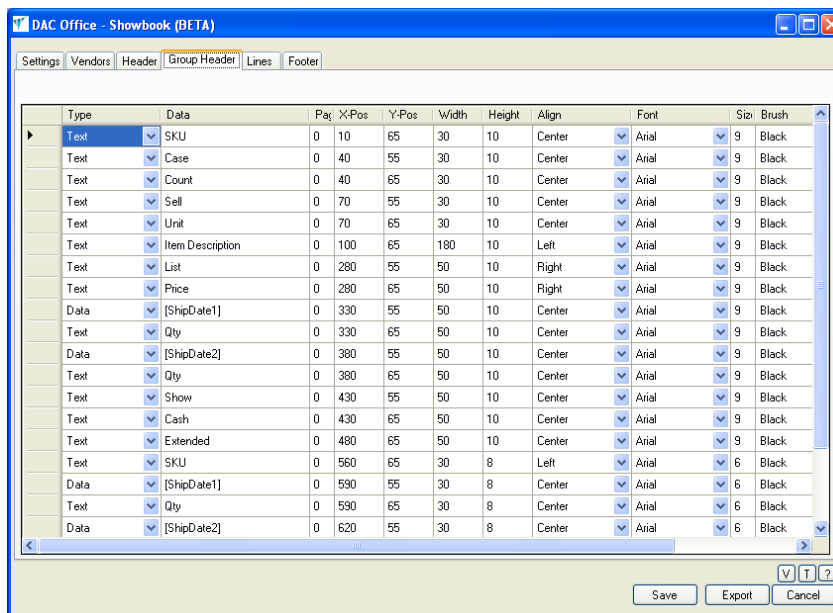 DAC Office - Showbook (BETA)
Settings Vendors Header Group Header Lines Footer
Type Data Pag X-Pos Y-Pos Width Height Align Font Size Brush
Text SKU 0 10 65 30 10 Center Arial 9 Black
Text Case 0 40 55 30 10 Center Arial 9 Black
Text Count 0 40 65 30 10 Center Arial 9 Black
Text Sell 0 70 55 30 10 Center Arial 9 Black
Text Unit 0 70 65 30 10 Center Arial 9 Black
Text Item Description 0 100 65 180 10 Left Arial 9 Black
Text List 0 280 55 50 10 Right Arial 9 Black
Text Price 0 280 65 50 10 Right Arial 9 Black
Data [ShipDate1] 0 330 55 50 10 Center Arial 9 Black
Text Qty 0 330 65 50 10 Center Arial 9 Black
Data [ShipDate2] 0 380 55 50 10 Center Arial 9 Black
Text Qty 0 380 65 50 10 Center Arial 9 Black
Text Show 0 430 55 50 10 Center Arial 9 Black
Text Cash 0 430 65 50 10 Center Arial 9 Black
Text Extended 0 480 65 50 10 Center Arial 9 Black
Text SKU 0 560 65 30 8 Left Arial 6 Black
Data [ShipDate1] 0 590 55 30 8 Center Arial 6 Black
Text Qty 0 590 65 30 8 Center Arial 6 Black
Data [ShipDate2] 0 620 55 30 8 Center Arial 6 Black
V T ?
Save Export Cancel